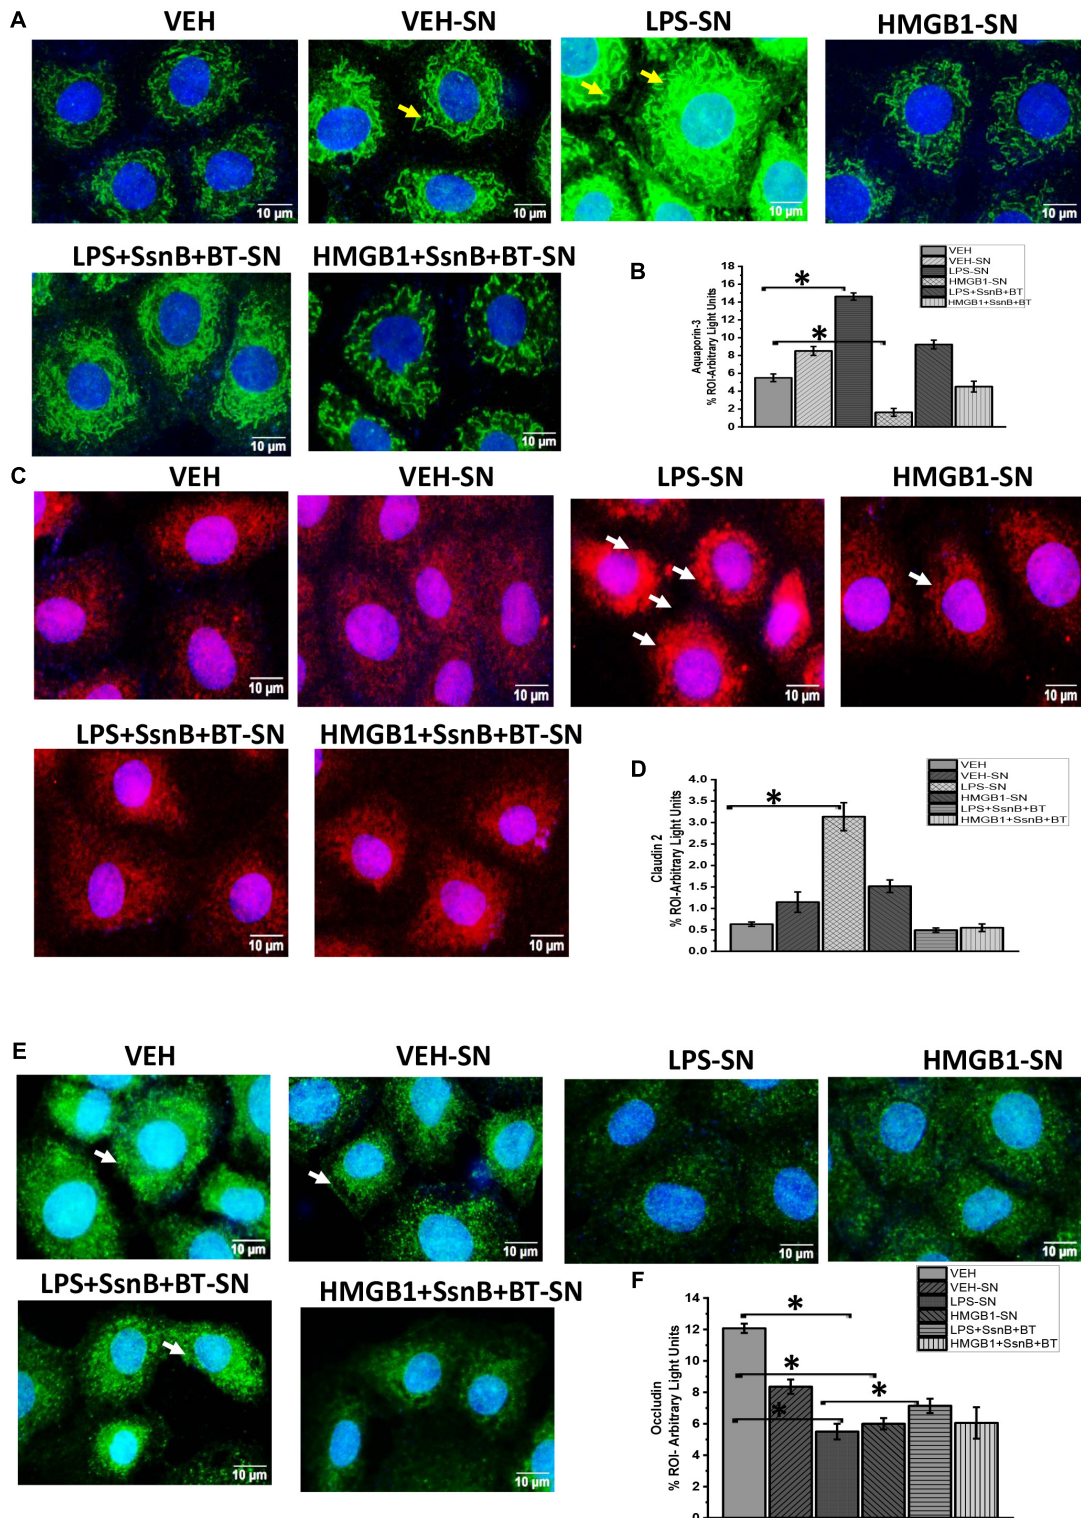 A
VEH
VEH-SN
LPS-SN
HMGB1-SN
10 µm
10 µm
10 µm
10 µm
LPS+SsnB+BT-SN
HMGB1+SsnB+BT-SN
10 µm
10 µm
B
VEH
VEH-SN
LPS-SN
HMGB1-SN
LPS+SsnB+BT
HMGB1+SsnB+BT
Aquaporin-3
% ROI-Arbitrary Light Units
18
16
14
12
10
8
6
4
2
0
*
*
C
VEH
VEH-SN
LPS-SN
HMGB1-SN
10 µm
10 µm
10 µm
10 µm
LPS+SsnB+BT-SN
HMGB1+SsnB+BT-SN
10 µm
10 µm
D
VEH
VEH-SN
LPS-SN
HMGB1-SN
LPS+SsnB+BT
HMGB1+SsnB+BT
Claudin 2
% ROI-Arbitrary Light Units
4.0
3.5
3.0
2.5
2.0
1.5
1.0
0.5
0.0
*
E
VEH
VEH-SN
LPS-SN
HMGB1-SN
10 µm
10 µm
10 µm
10 µm
LPS+SsnB+BT-SN
HMGB1+SsnB+BT-SN
10 µm
10 µm
F
VEH
VEH-SN
LPS-SN
HMGB1-SN
LPS+SsnB+BT
HMGB1+SsnB+BT
Occludin
% ROI- Arbitrary Light Units
14
12
10
8
6
4
2
0
*
*
*
*